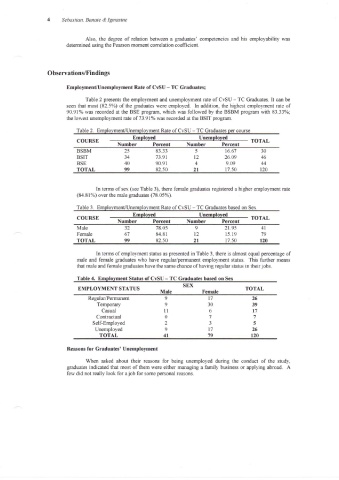 4 Sebastian, Banate & Igmasine
Also, the degree of relation between a graduates' competencies and his employability was
determined using the Pearson moment correlation coefficient.
Observations/Findings
Employment/Unemployment Rate of CvSU – TC Graduates;
Table 2 presents the employment and unemployment rate of CvSU – TC Graduates. It can be
seen that most (82.5%) of the graduates were employed. In addition, the highest employment rate of
90.91% was recorded at the BSE program, which was followed by the BSBM program with 83.33%;
the lowest unemployment rate of 73.91% was recorded at the BSIT program.
Table 2. Employment/Unemployment Rate of CvSU – TC Graduates per course
COURSE Employed Unemployed TOTAL
Number Percent Number Percent
BSBM 25 83.33 5 16.67 30
BSIT 34 73.91 12 26.09 46
BSE 40 90.91 4 9.09 44
TOTAL 99 82.50 21 17.50 120
In terms of sex (see Table 3), there female graduates registered a higher employment rate
(84.81%) over the male graduates (78.05%).
Table 3. Employment/Unemployment Rate of CvSU – TC Graduates based on Sex
COURSE Employed Unemployed TOTAL
Number Percent Number Percent
Male 32 78.05 9 21.95 41
Female 67 84.81 12 15.19 79
TOTAL 99 82.50 21 17.50 120
In terms of employment status as presented in Table 3, there is almost equal percentage of
male and female graduates who have regular/permanent employment status. This further means
that male and female graduates have the same chance of having regular status in their jobs.
Table 4. Employment Status of CvSU – TC Graduates based on Sex
EMPLOYMENT STATUS SEX TOTAL
Male Female
Regular/Permanent 9 17 26
Temporary 9 30 39
Casual 11 6 17
Contractual 0 7 7
Self-Employed 2 3 5
Unemployed 9 17 26
TOTAL 41 79 120
Reasons for Graduates' Unemployment
When asked about their reasons for being unemployed during the conduct of the study,
graduates indicated that most of them were either managing a family business or applying abroad. A
few did not really look for a job for some personal reasons.